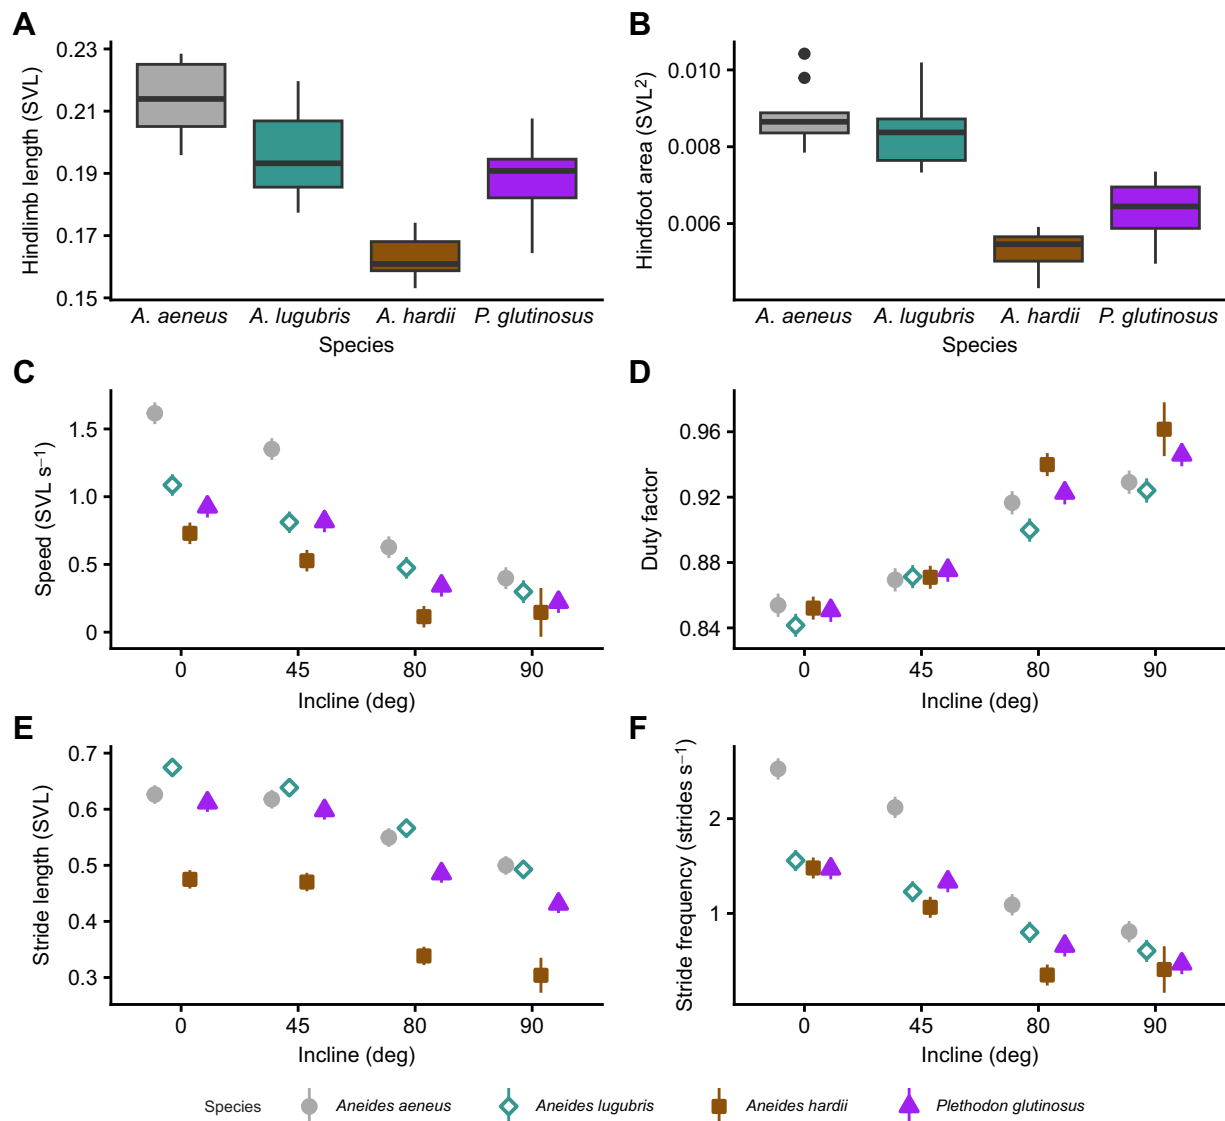 A
Hindlimb length (SVL)
0.23
0.21
0.19
0.17
0.15
A. aeneus A. lugubris A. hardii P. glutinosus
Species
B
Hindfoot area (SVL²)
0.010
0.008
0.006
A. aeneus A. lugubris A. hardii P. glutinosus
Species
C
Speed (SVL s⁻¹)
1.5
1.0
0.5
0
0 45 80 90
Incline (deg)
D
Duty factor
0.96
0.92
0.88
0.84
0 45 80 90
Incline (deg)
E
Stride length (SVL)
0.7
0.6
0.5
0.4
0.3
0 45 80 90
Incline (deg)
F
Stride frequency (strides s⁻¹)
2
1
0 45 80 90
Incline (deg)
Species Aneides aeneus Aneides lugubris Aneides hardii Plethodon glutinosus